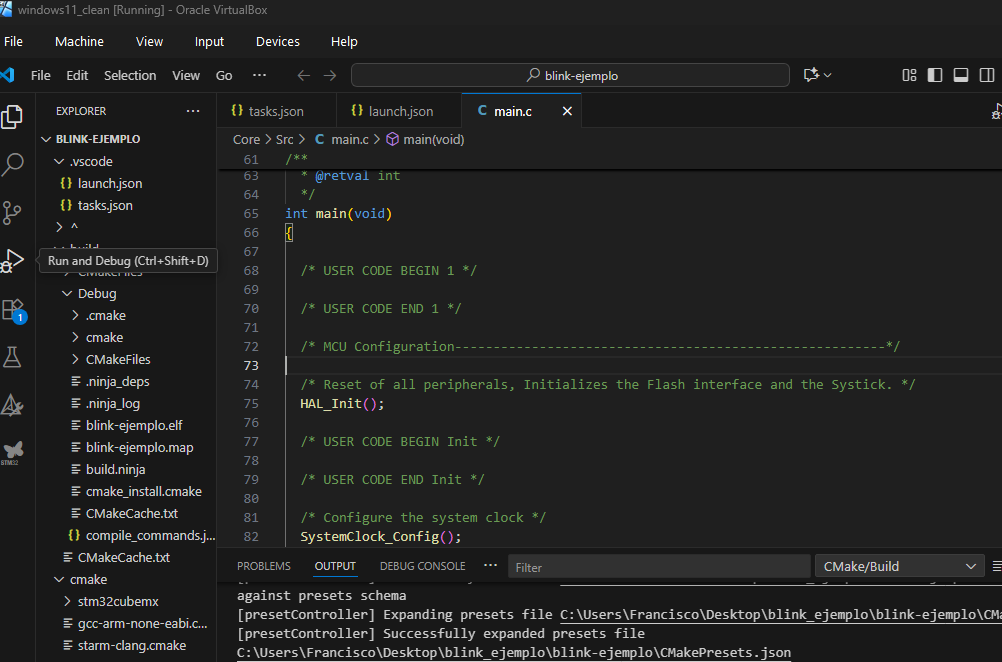 windows11_clean [Running] - Oracle VirtualBox
File Machine View Input Devices Help
File Edit Selection View Go ··· blink-ejemplo
EXPLORER ···
BLINK-EJEMPLO
.vscode
{} launch.json
{} tasks.json
^
build
Run and Debug (Ctrl+Shift+D)
CMakeFiles
Debug
.cmake
cmake
CMakeFiles
.ninja_deps
.ninja_log
blink-ejemplo.elf
blink-ejemplo.map
build.ninja
cmake_install.cmake
CMakeCache.txt
{} compile_commands.j...
CMakeCache.txt
cmake
stm32cubemx
gcc-arm-none-eabi.c...
starm-clang.cmake
1
STM32
{} tasks.json {} launch.json C main.c
Core > Src > C main.c > main(void)
61 /**
63 * @retval int
64 */
65 int main(void)
66 {
67
68 /* USER CODE BEGIN 1 */
69
70 /* USER CODE END 1 */
71
72 /* MCU Configuration--------------------------------------------------------*/
73
74 /* Reset of all peripherals, Initializes the Flash interface and the Systick. */
75 HAL_Init();
76
77 /* USER CODE BEGIN Init */
78
79 /* USER CODE END Init */
80
81 /* Configure the system clock */
82 SystemClock_Config();
PROBLEMS OUTPUT DEBUG CONSOLE ··· Filter CMake/Build
against presets schema
[presetController] Expanding presets file C:\Users\Francisco\Desktop\blink_ejemplo\blink-ejemplo\CMa
[presetController] Successfully expanded presets file
C:\Users\Francisco\Desktop\blink_ejemplo\blink-ejemplo\CMakePresets.json